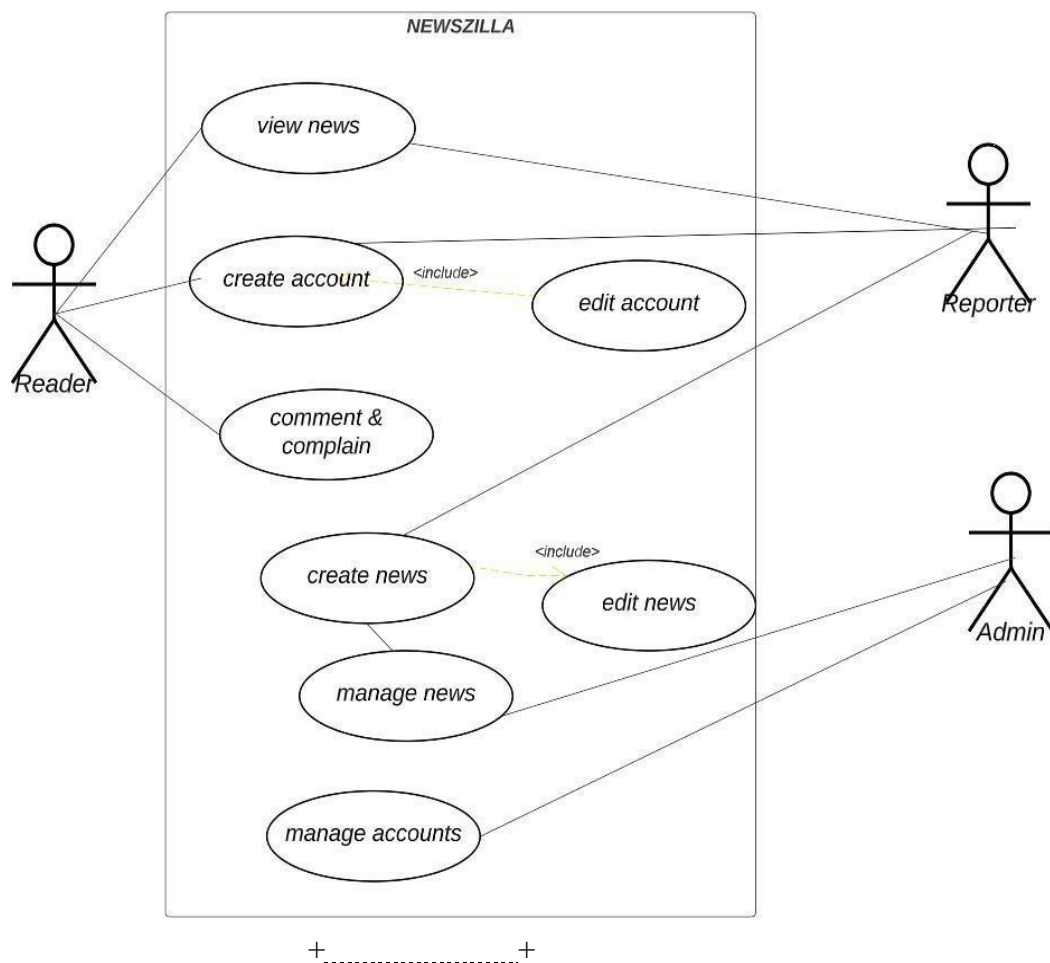 NEWSZILLA
view news
create account
<include>
edit account
Reader
Reporter
comment &
complain
create news
<include>
edit news
Admin
manage news
manage accounts
+ +